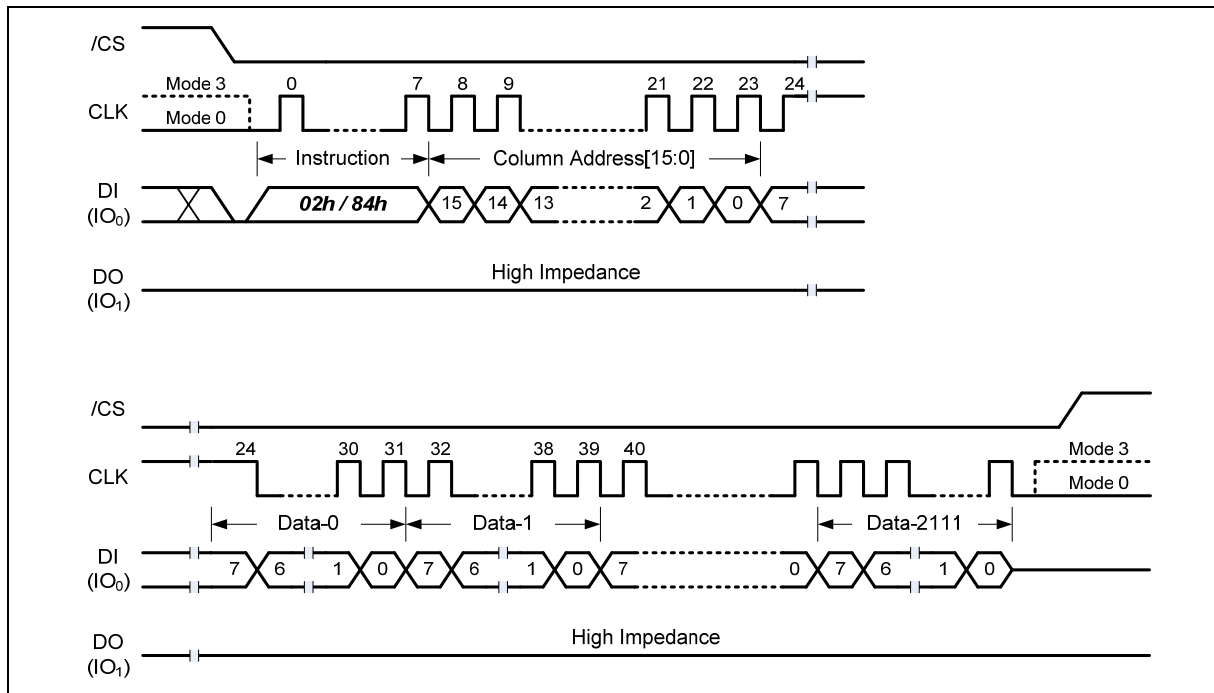 /CS
Mode 3 0 7 8 9 21 22 23 24
CLK
Mode 0
Instruction Column Address[15:0]
DI
(IO0)
02h / 84h 15 14 13 2 1 0 7
High Impedance
DO
(IO1)
/CS
24 30 31 32 38 39 40 Mode 3
CLK
Mode 0
Data-0 Data-1 Data-2111
DI
(IO0)
7 6 1 0 7 6 1 0 7 0 7 6 1 0
High Impedance
DO
(IO1)